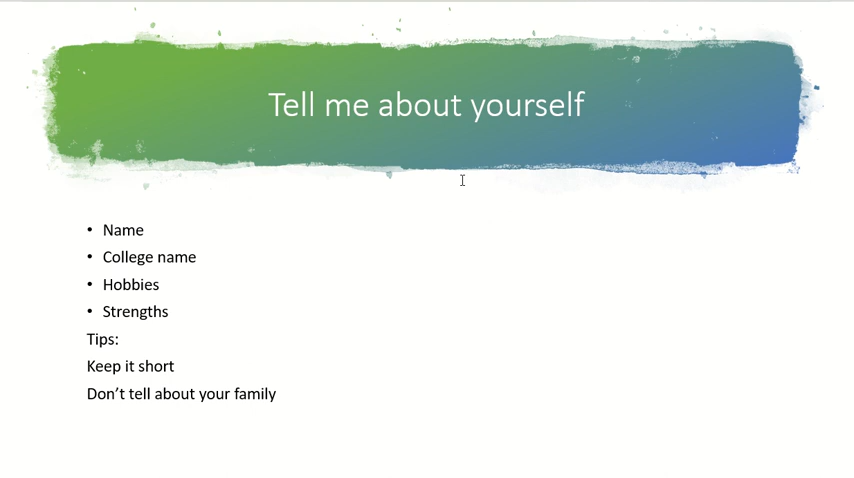 Tell me about yourself
• Name
• College name
• Hobbies
• Strengths
Tips:
Keep it short
Don’t tell about your family